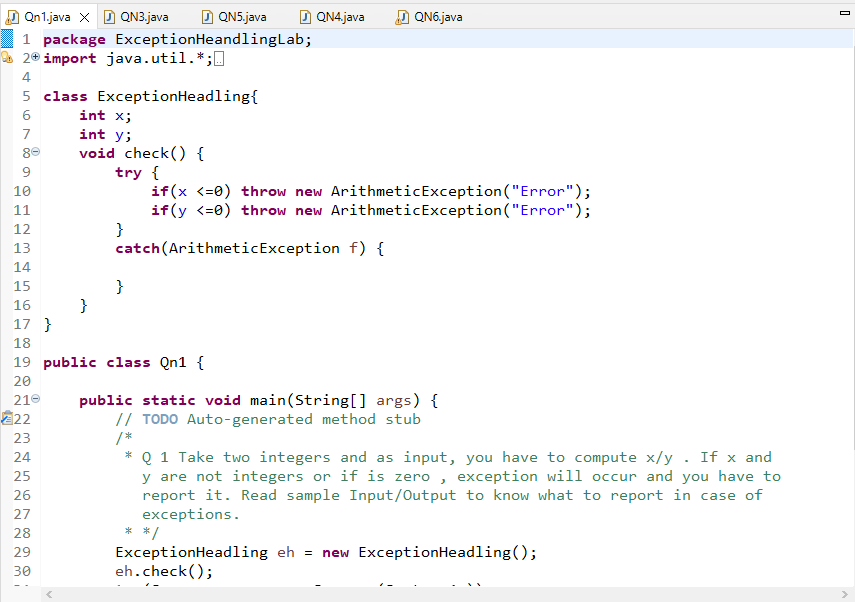 Qn1.java QN3.java QN5.java QN4.java QN6.java
1 package ExceptionHeandlingLab;
2 import java.util.*;
4
5 class ExceptionHeadling{
6 int x;
7 int y;
8 void check() {
9 try {
10 if(x <=0) throw new ArithmeticException("Error");
11 if(y <=0) throw new ArithmeticException("Error");
12 }
13 catch(ArithmeticException f) {
14
15 }
16 }
17 }
18
19 public class Qn1 {
20
21 public static void main(String[] args) {
22 // TODO Auto-generated method stub
23 /*
24 * Q 1 Take two integers and as input, you have to compute x/y . If x and
25 y are not integers or if is zero , exception will occur and you have to
26 report it. Read sample Input/Output to know what to report in case of
27 exceptions.
28 * */
29 ExceptionHeadling eh = new ExceptionHeadling();
30 eh.check();